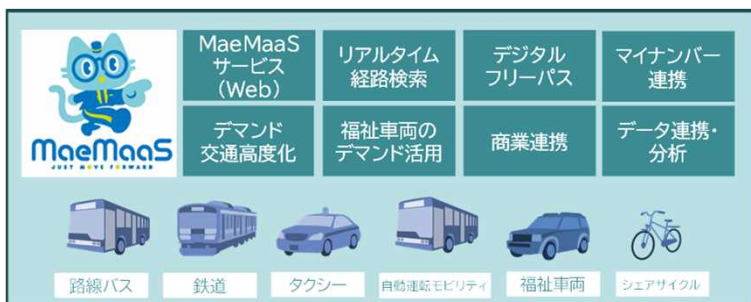 MaeMaaS
サービス
(Web)
リアルタイム
経路検索
デジタル
フリーパス
マイナンバー
連携
MaeMaaS
JUST MOVE FORWARD
デマンド
交通高度化
福祉車両の
デマンド活用
商業連携
データ連携・
分析
路線バス
鉄道
タクシー
自動運転モビリティ
福祉車両
シェアサイクル